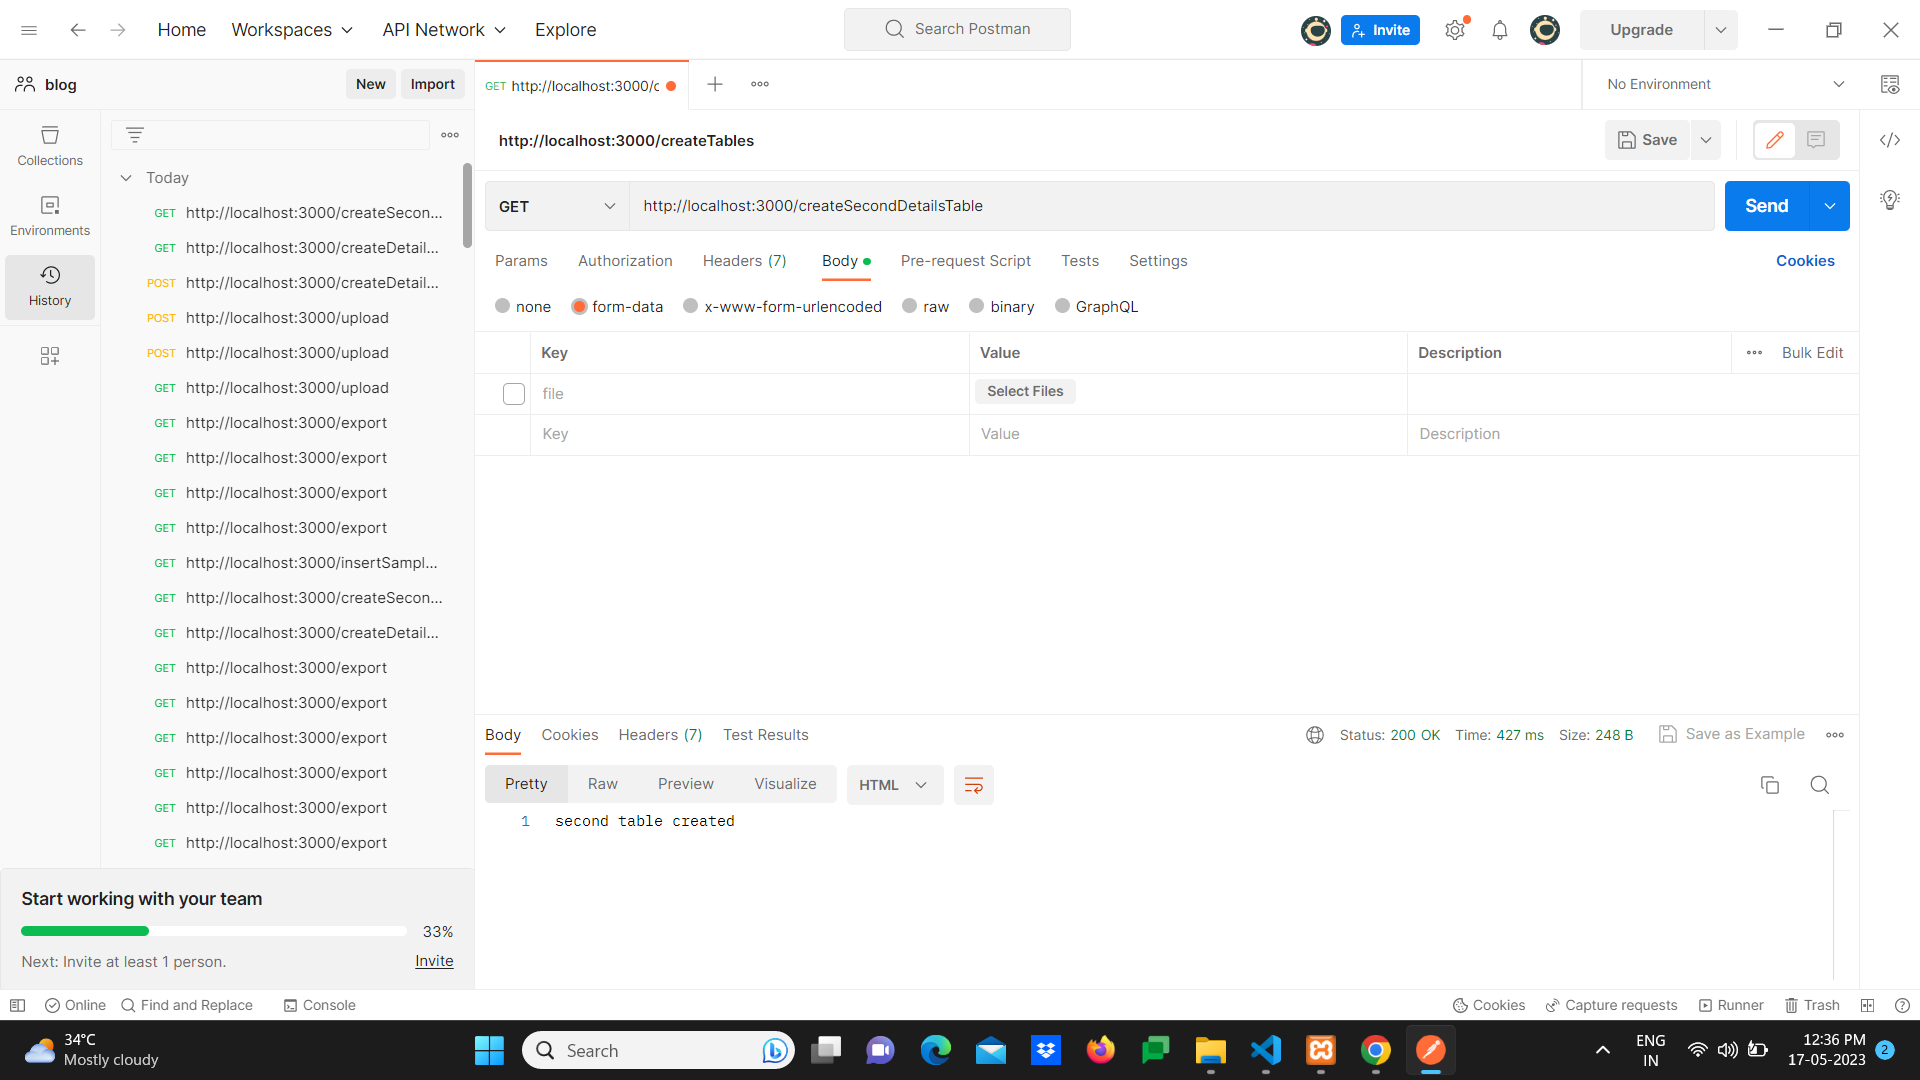 Home Workspaces API Network Explore Search Postman Invite Upgrade
blog New Import GET http://localhost:3000/c No Environment
http://localhost:3000/createTables Save
Collections
Environments
History
Today
GET http://localhost:3000/createSecon...
GET http://localhost:3000/createDetail...
POST http://localhost:3000/createDetail...
POST http://localhost:3000/upload
POST http://localhost:3000/upload
GET http://localhost:3000/upload
GET http://localhost:3000/export
GET http://localhost:3000/export
GET http://localhost:3000/export
GET http://localhost:3000/export
GET http://localhost:3000/insertSampl...
GET http://localhost:3000/createSecon...
GET http://localhost:3000/createDetail...
GET http://localhost:3000/export
GET http://localhost:3000/export
GET http://localhost:3000/export
GET http://localhost:3000/export
GET http://localhost:3000/export
GET http://localhost:3000/export
Start working with your team
33%
Next: Invite at least 1 person. Invite
GET http://localhost:3000/createSecondDetailsTable Send
Params Authorization Headers (7) Body Pre-request Script Tests Settings Cookies
none form-data x-www-form-urlencoded raw binary GraphQL
Key Value Description Bulk Edit
file Select Files
Key Value Description
Body Cookies Headers (7) Test Results Status: 200 OK Time: 427 ms Size: 248 B Save as Example
Pretty Raw Preview Visualize HTML
1 second table created
Online Find and Replace Console Cookies Capture requests Runner Trash
34°C
Mostly cloudy
Search
ENG
IN
12:36 PM
17-05-2023
2